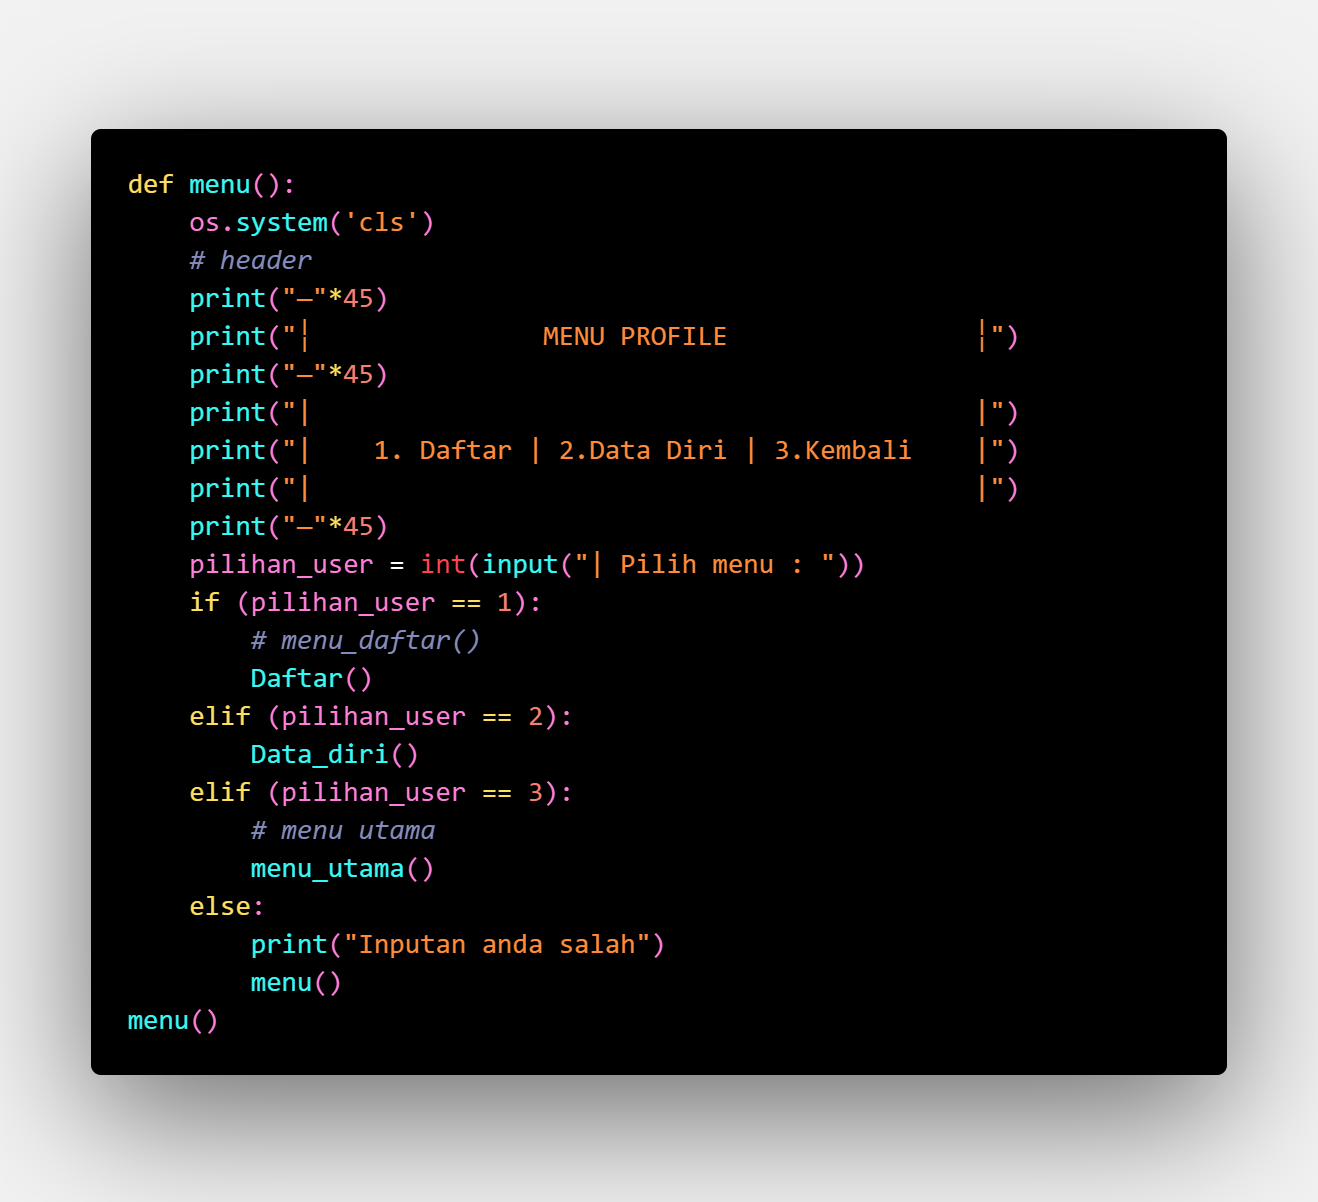 def menu():
    os.system('cls')
    # header
    print("—"*45)
    print("¦               MENU PROFILE                ¦")
    print("—"*45)
    print("|                                           |")
    print("|    1. Daftar | 2.Data Diri | 3.Kembali    |")
    print("|                                           |")
    print("—"*45)
    pilihan_user = int(input("| Pilih menu : "))
    if (pilihan_user == 1):
        # menu_daftar()
        Daftar()
    elif (pilihan_user == 2):
        Data_diri()
    elif (pilihan_user == 3):
        # menu utama
        menu_utama()
    else:
        print("Inputan anda salah")
        menu()
menu()